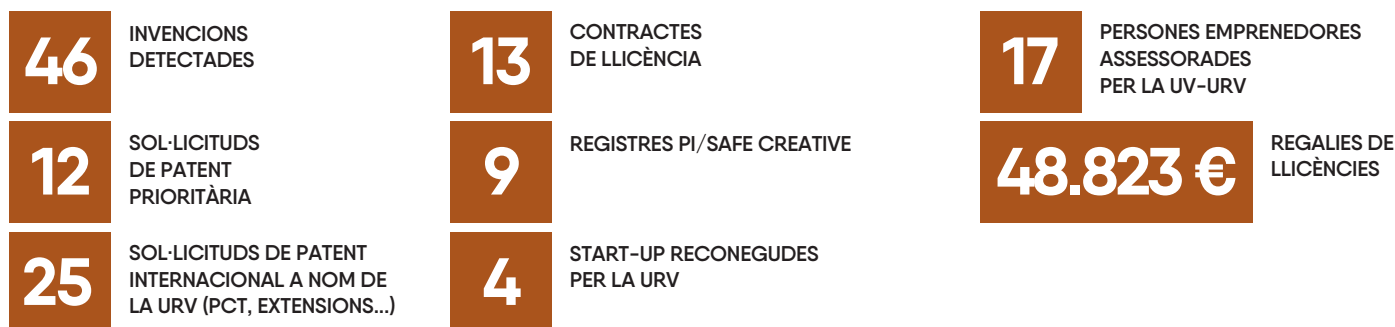 46
INVENCIONS
DETECTADES
12
SOL·LICITUDS
DE PATENT
PRIORITÀRIA
25
SOL·LICITUDS DE PATENT
INTERNACIONAL A NOM DE
LA URV (PCT, EXTENSIONS...)
13
CONTRACTES
DE LLICÈNCIA
9
REGISTRES PI/SAFE CREATIVE
4
START-UP RECONEGUDES
PER LA URV
17
PERSONES EMPRENEDORES
ASSESSORADES
PER LA UV-URV
48.823 €
REGALIES DE
LLICÈNCIES